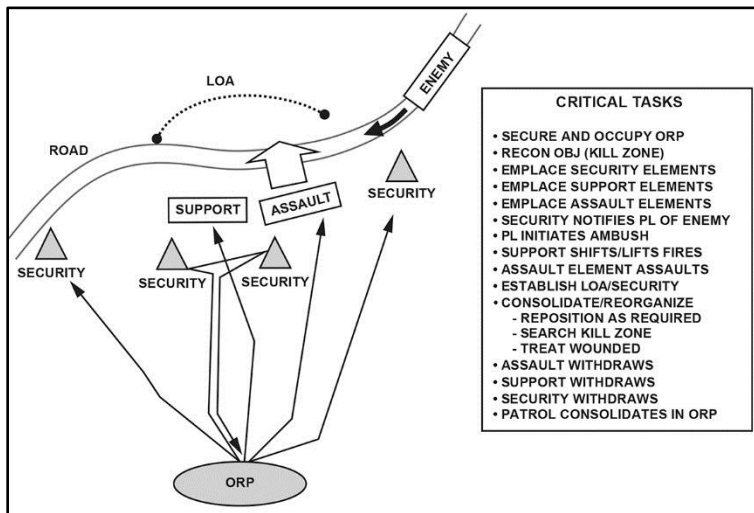 ENEMY
LOA
ROAD
SECURITY
SUPPORT
ASSAULT
SECURITY
SECURITY
SECURITY
ORP
CRITICAL TASKS
• SECURE AND OCCUPY ORP
• RECON OBJ (KILL ZONE)
• EMPLACE SECURITY ELEMENTS
• EMPLACE SUPPORT ELEMENTS
• EMPLACE ASSAULT ELEMENTS
• SECURITY NOTIFIES PL OF ENEMY
• PL INITIATES AMBUSH
• SUPPORT SHIFTS/LIFTS FIRES
• ASSAULT ELEMENT ASSAULTS
• ESTABLISH LOA/SECURITY
• CONSOLIDATE/REORGANIZE
- REPOSITION AS REQUIRED
- SEARCH KILL ZONE
- TREAT WOUNDED
• ASSAULT WITHDRAWS
• SUPPORT WITHDRAWS
• SECURITY WITHDRAWS
• PATROL CONSOLIDATES IN ORP